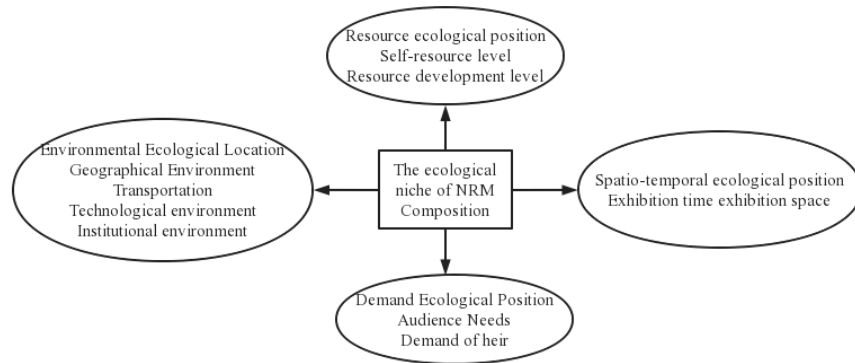 Resource ecological position
Self-resource level
Resource development level
Environmental Ecological Location
Geographical Environment
Transportation
Technological environment
Institutional environment
The ecological
niche of NRM
Composition
Spatio-temporal ecological position
Exhibition time exhibition space
Demand Ecological Position
Audience Needs
Demand of heir